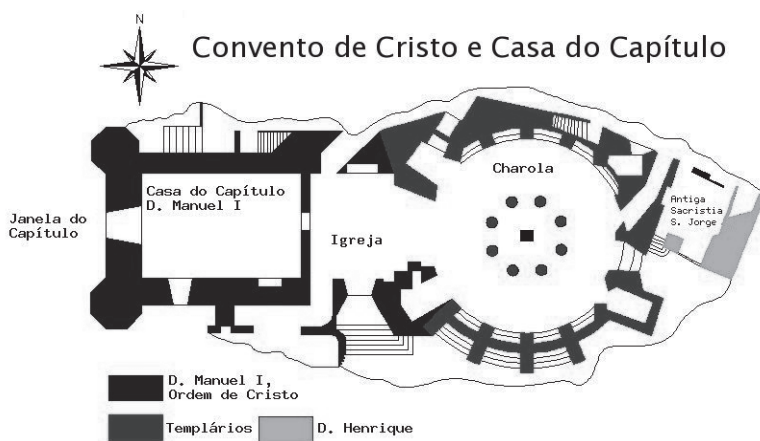 N
Convento de Cristo e Casa do Capítulo
Charola
Casa do Capítulo
D. Manuel I
Antiga
Sacristia
S. Jorge
Janela do
Capítulo
Igreja
D. Manuel I,
Ordem de Cristo
Templários
D. Henrique